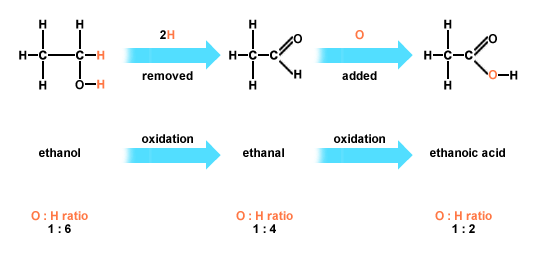 H H H O H O
2H O
H C C H H C C H C C
removed added
H H O H
H O H H H
oxidation oxidation
ethanol ethanal ethanoic acid
O : H ratio O : H ratio O : H ratio
1 : 6 1 : 4 1 : 2